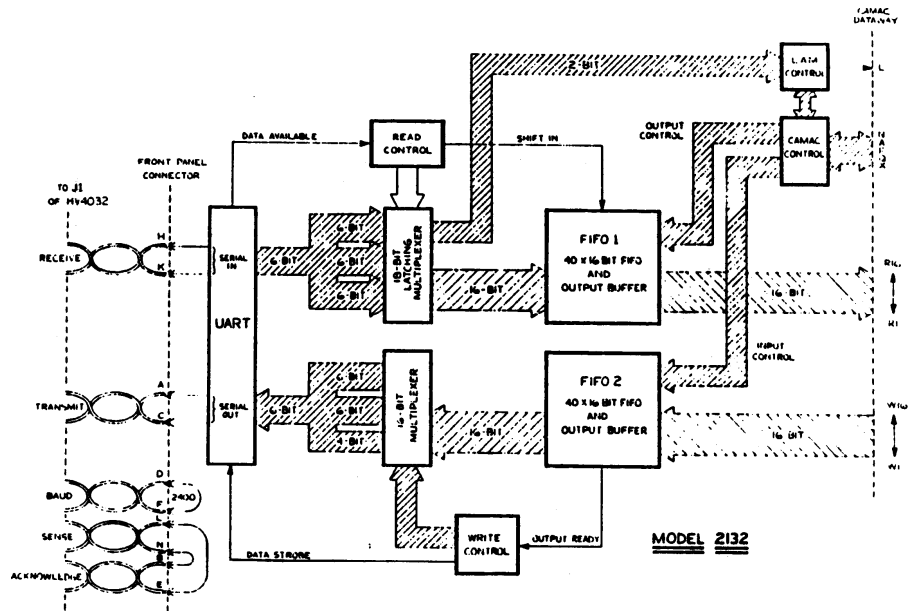 CAMAC
DATAWAY
2-BIT
LAM
CONTROL
L
DATA AVAILABLE
READ
CONTROL
SHIFT IN
OUTPUT
CONTROL
CAMAC
CONTROL
FRONT PANEL
CONNECTOR
TO J1
OF HV4032
H
RECEIVE
K
SERIAL
IN
6-BIT
6-BIT
6-BIT
6-BIT
18-BIT
LATCHING
MULTIPLEXER
16-BIT
FIFO 1
40 X 16 BIT FIFO
AND
OUTPUT BUFFER
16-BIT
R16
R1
UART
INPUT
CONTROL
A
TRANSMIT
C
SERIAL
OUT
6-BIT
6-BIT
6-BIT
4-BIT
16-BIT
MULTIPLEXER
16-BIT
FIFO 2
40 X 16 BIT FIFO
AND
OUTPUT BUFFER
16 BIT
W16
W1
D
BAUD
2400
F
L
SENSE
N
B
ACKNOWLEDGE
E
DATA STROBE
WRITE
CONTROL
OUTPUT READY
MODEL 2132